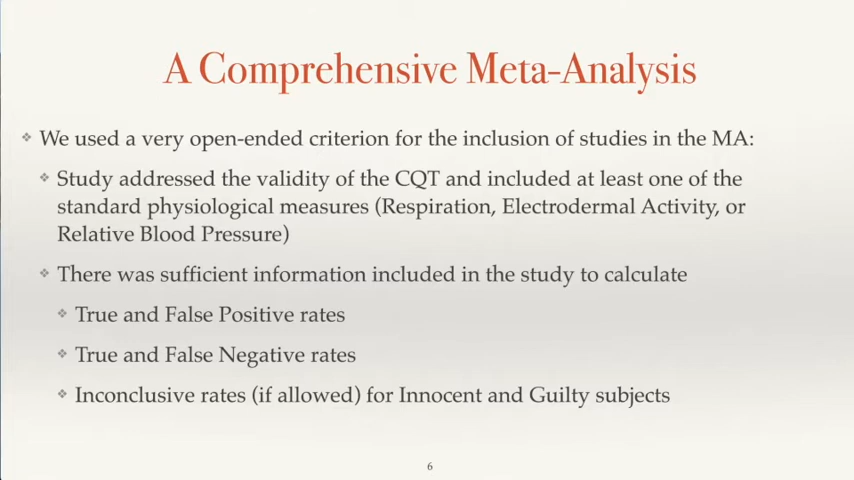 A Comprehensive Meta-Analysis
We used a very open-ended criterion for the inclusion of studies in the MA:
Study addressed the validity of the CQT and included at least one of the
standard physiological measures (Respiration, Electrodermal Activity, or
Relative Blood Pressure)
There was sufficient information included in the study to calculate
True and False Positive rates
True and False Negative rates
Inconclusive rates (if allowed) for Innocent and Guilty subjects
6